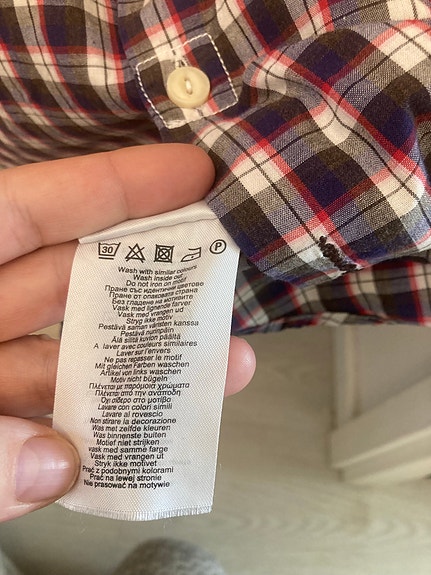 30 P
Wash with similar colours
Wash inside out
Do not iron on motif
Пране със идентични цветове
Пране от опаковата страна
Без гладене на мотивите
Vask med lignende farver
Vask med vrangen ud
Stryg ikke motiv
Pestävä saman väristen kanssa
Pestävä nurinpäin
Älä silitä kuvion päältä
A laver avec couleurs similaires
Laver sur l'envers
Ne pas repasser le motif
Mit gleichen Farben waschen
Artikel von links waschen
Motiv nicht bügeln
Πλένεται με παρόμοια χρώματα
Πλένεται από την ανάποδη
Όχι σίδερο στο μοτίβο
Lavare con colori simili
Lavare al rovescio
Non stirare la decorazione
Was met zelfde kleuren
Was binnenste buiten
Motief niet strijken
vask med samme farge
Vask med vrangen ut
Stryk ikke motivet
Prać z podobnymi kolorami
Prać na lewej stronie
Nie prasować na motywie